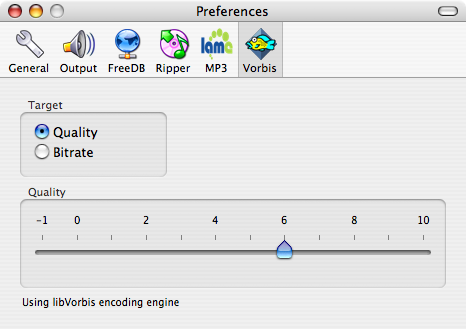 Preferences
General Output FreeDB Ripper MP3 Vorbis
lame
Target
Quality
Bitrate
Quality
-1 0 2 4 6 8 10
Using libVorbis encoding engine